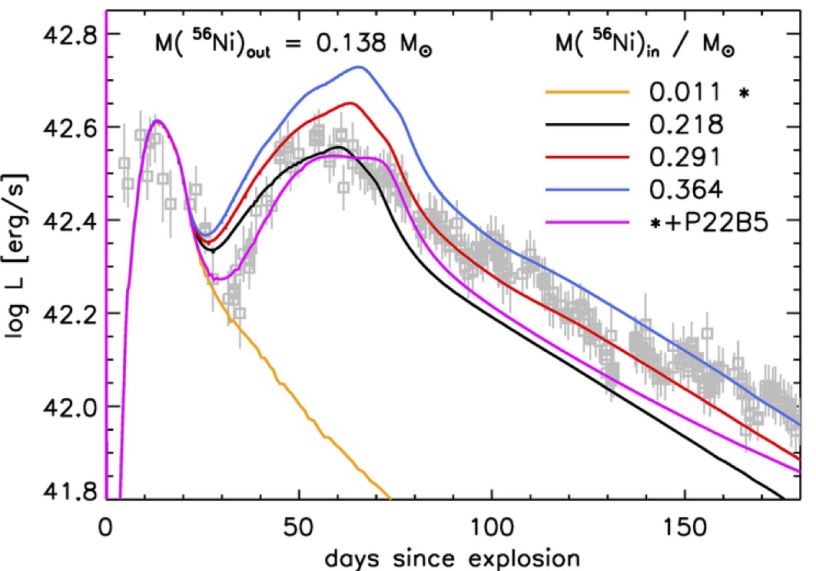 M( ⁵⁶Ni)out = 0.138 M⊙
M( ⁵⁶Ni)in / M⊙
0.011 *
0.218
0.291
0.364
*+P22B5
42.8
42.6
42.4
42.2
42.0
41.8
log L [erg/s]
0 50 100 150
days since explosion